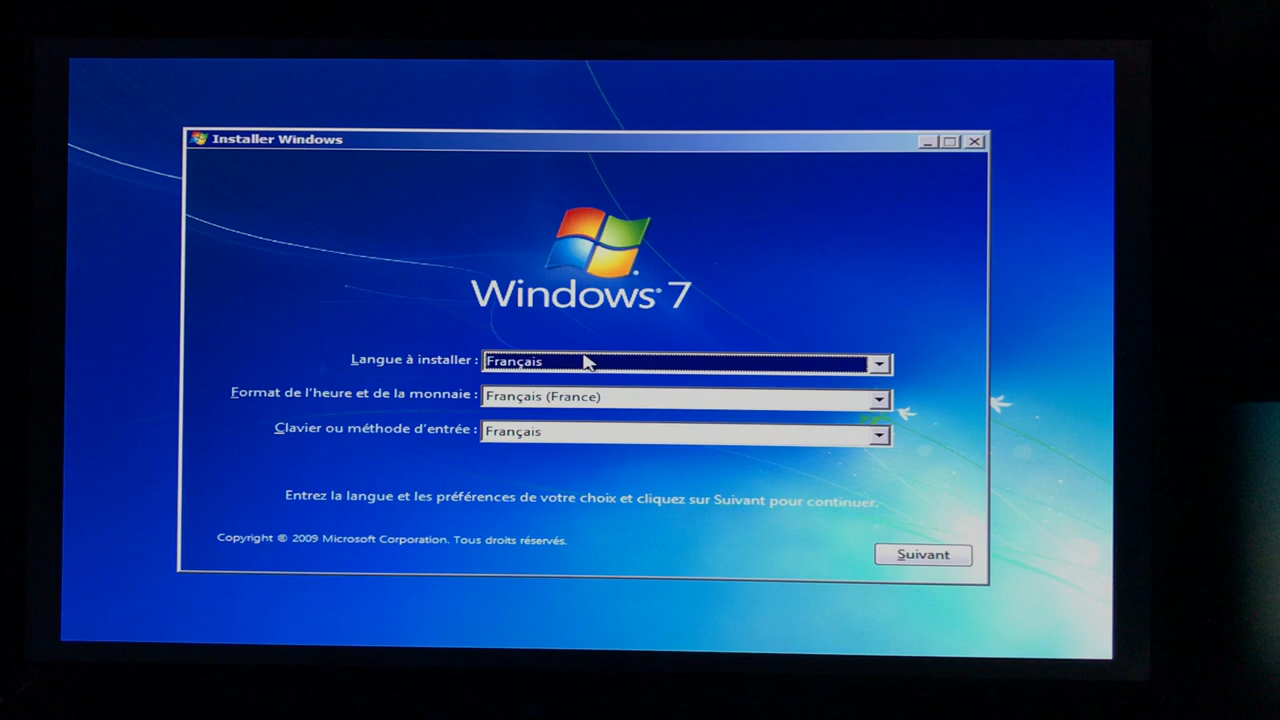 Installer Windows
Windows 7
Langue à installer : Français
Format de l'heure et de la monnaie : Français (France)
Clavier ou méthode d'entrée : Français
Entrez la langue et les préférences de votre choix et cliquez sur Suivant pour continuer.
Copyright © 2009 Microsoft Corporation. Tous droits réservés.
Suivant